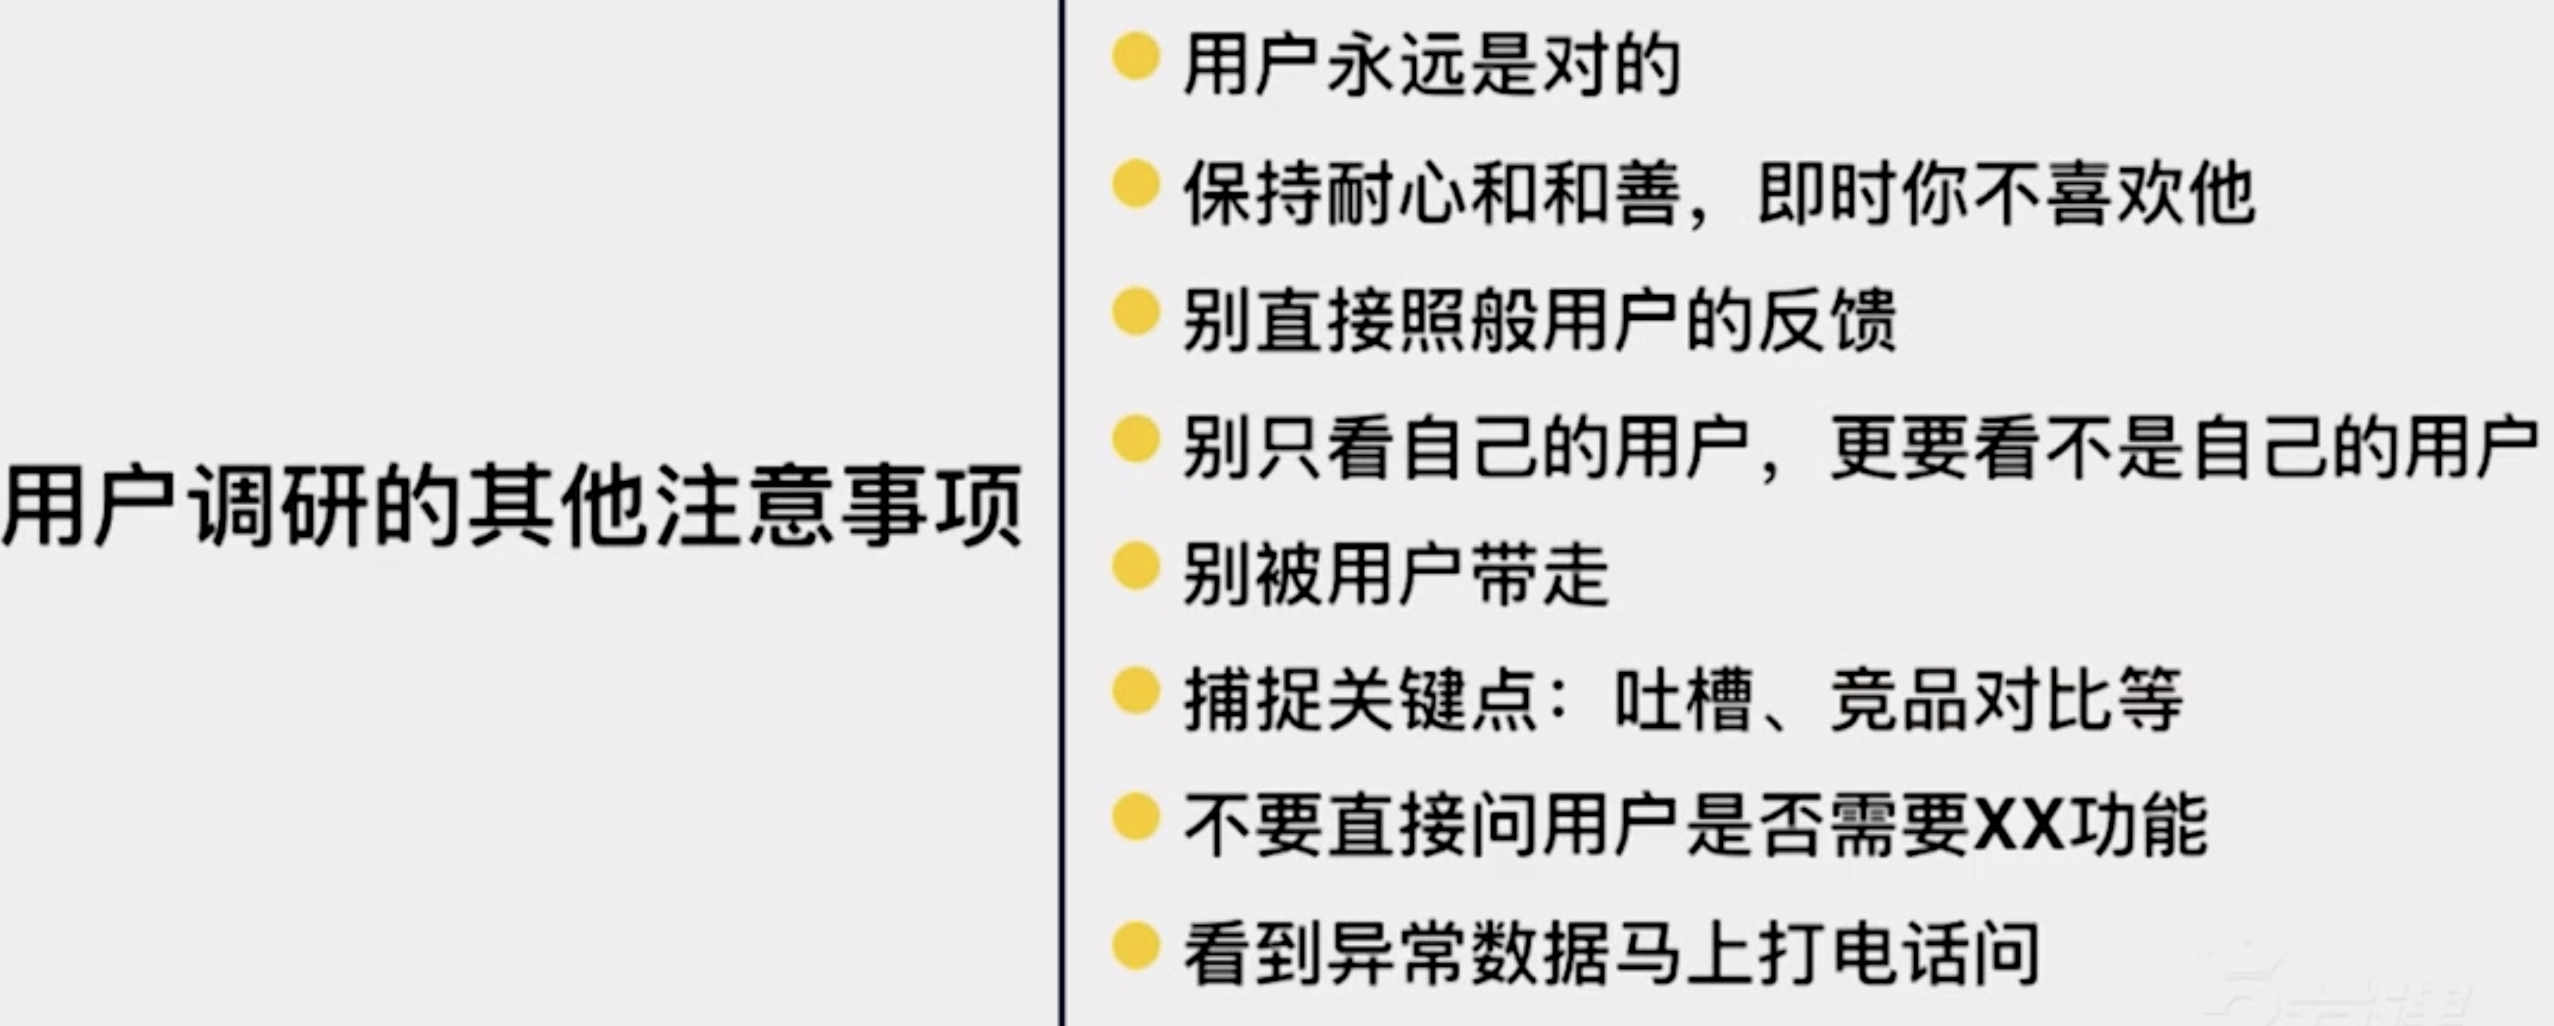 用户调研的其他注意事项
用户永远是对的
保持耐心和和善，即时你不喜欢他
别直接照般用户的反馈
别只看自己的用户，更要看不是自己的用户
别被用户带走
捕捉关键点：吐槽、竞品对比等
不要直接问用户是否需要XX功能
看到异常数据马上打电话问